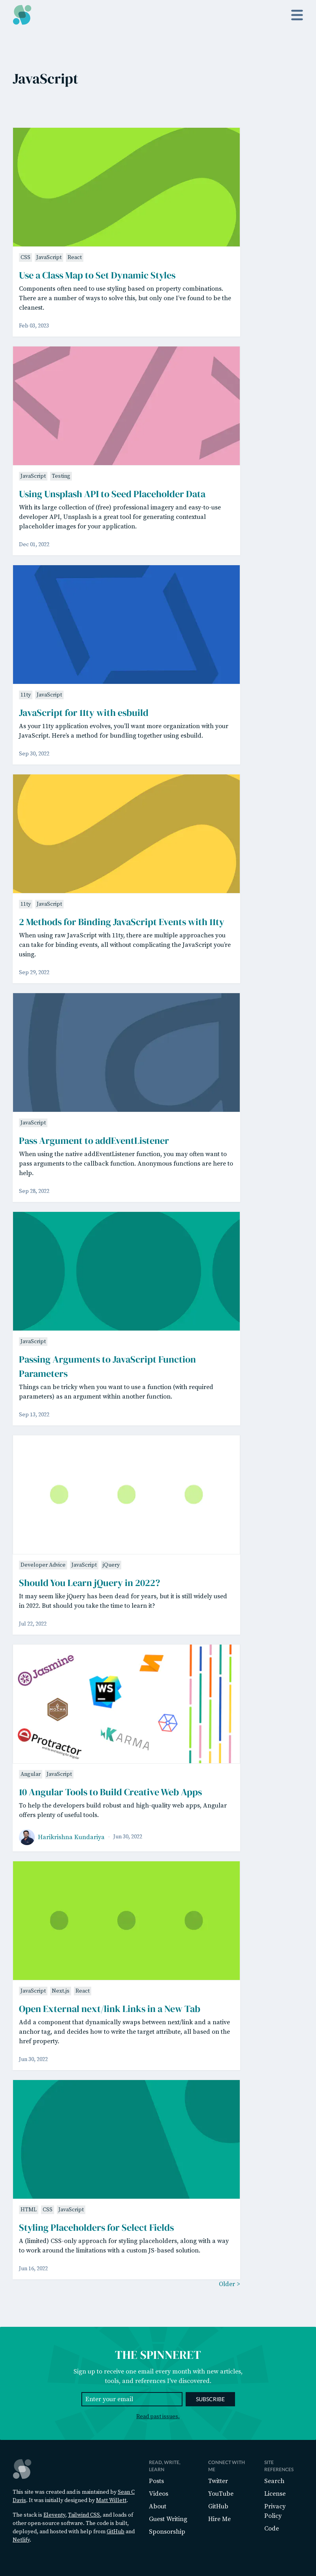 JavaScript
CSS JavaScript React
Use a Class Map to Set Dynamic Styles
Components often need to use styling based on property combinations.
There are a number of ways to solve this, but only one I've found to be the
cleanest.
Feb 03, 2023
JavaScript Testing
Using Unsplash API to Seed Placeholder Data
With its large collection of (free) professional imagery and easy-to-use
developer API, Unsplash is a great tool for generating contextual
placeholder images for your application.
Dec 01, 2022
11ty JavaScript
JavaScript for 11ty with esbuild
As your 11ty application evolves, you'll want more organization with your
JavaScript. Here's a method for bundling together using esbuild.
Sep 30, 2022
11ty JavaScript
2 Methods for Binding JavaScript Events with 11ty
When using raw JavaScript with 11ty, there are multiple approaches you
can take for binding events, all without complicating the JavaScript you're
using.
Sep 29, 2022
JavaScript
Pass Argument to addEventListener
When using the native addEventListener function, you may often want to
pass arguments to the callback function. Anonymous functions are here to
help.
Sep 28, 2022
JavaScript
Passing Arguments to JavaScript Function
Parameters
Things can be tricky when you want to use a function (with required
parameters) as an argument within another function.
Sep 13, 2022
Developer Advice JavaScript jQuery
Should You Learn jQuery in 2022?
It may seem like jQuery has been dead for years, but it is still widely used
in 2022. But should you take the time to learn it?
Jul 22, 2022
Jasmine
WS
KARMA
Protractor
Angular JavaScript
10 Angular Tools to Build Creative Web Apps
To help the developers build robust and high-quality web apps, Angular
offers plenty of useful tools.
Harikrishna Kundariya Jun 30, 2022
JavaScript Next.js React
Open External next/link Links in a New Tab
Add a component that dynamically swaps between next/link and a native
anchor tag, and decides how to write the target attribute, all based on the
href property.
Jun 30, 2022
HTML CSS JavaScript
Styling Placeholders for Select Fields
A (limited) CSS-only approach for styling placeholders, along with a way
to work around the limitations with a custom JS-based solution.
Jun 16, 2022
Older >
THE SPINNERET
Sign up to receive one email every month with new articles,
tools, and references I've discovered.
Enter your email SUBSCRIBE
Read past issues.
This site was created and is maintained by Sean C
Davis. It was initially designed by Matt Willett.
The stack is Eleventy, Tailwind CSS, and loads of
other open-source software. The code is built,
deployed, and hosted with help from GitHub and
Netlify.
READ, WRITE,
LEARN
Posts
Videos
About
Guest Writing
Sponsorship
CONNECT WITH
ME
Twitter
YouTube
GitHub
Hire Me
SITE
REFERENCES
Search
License
Privacy
Policy
Code